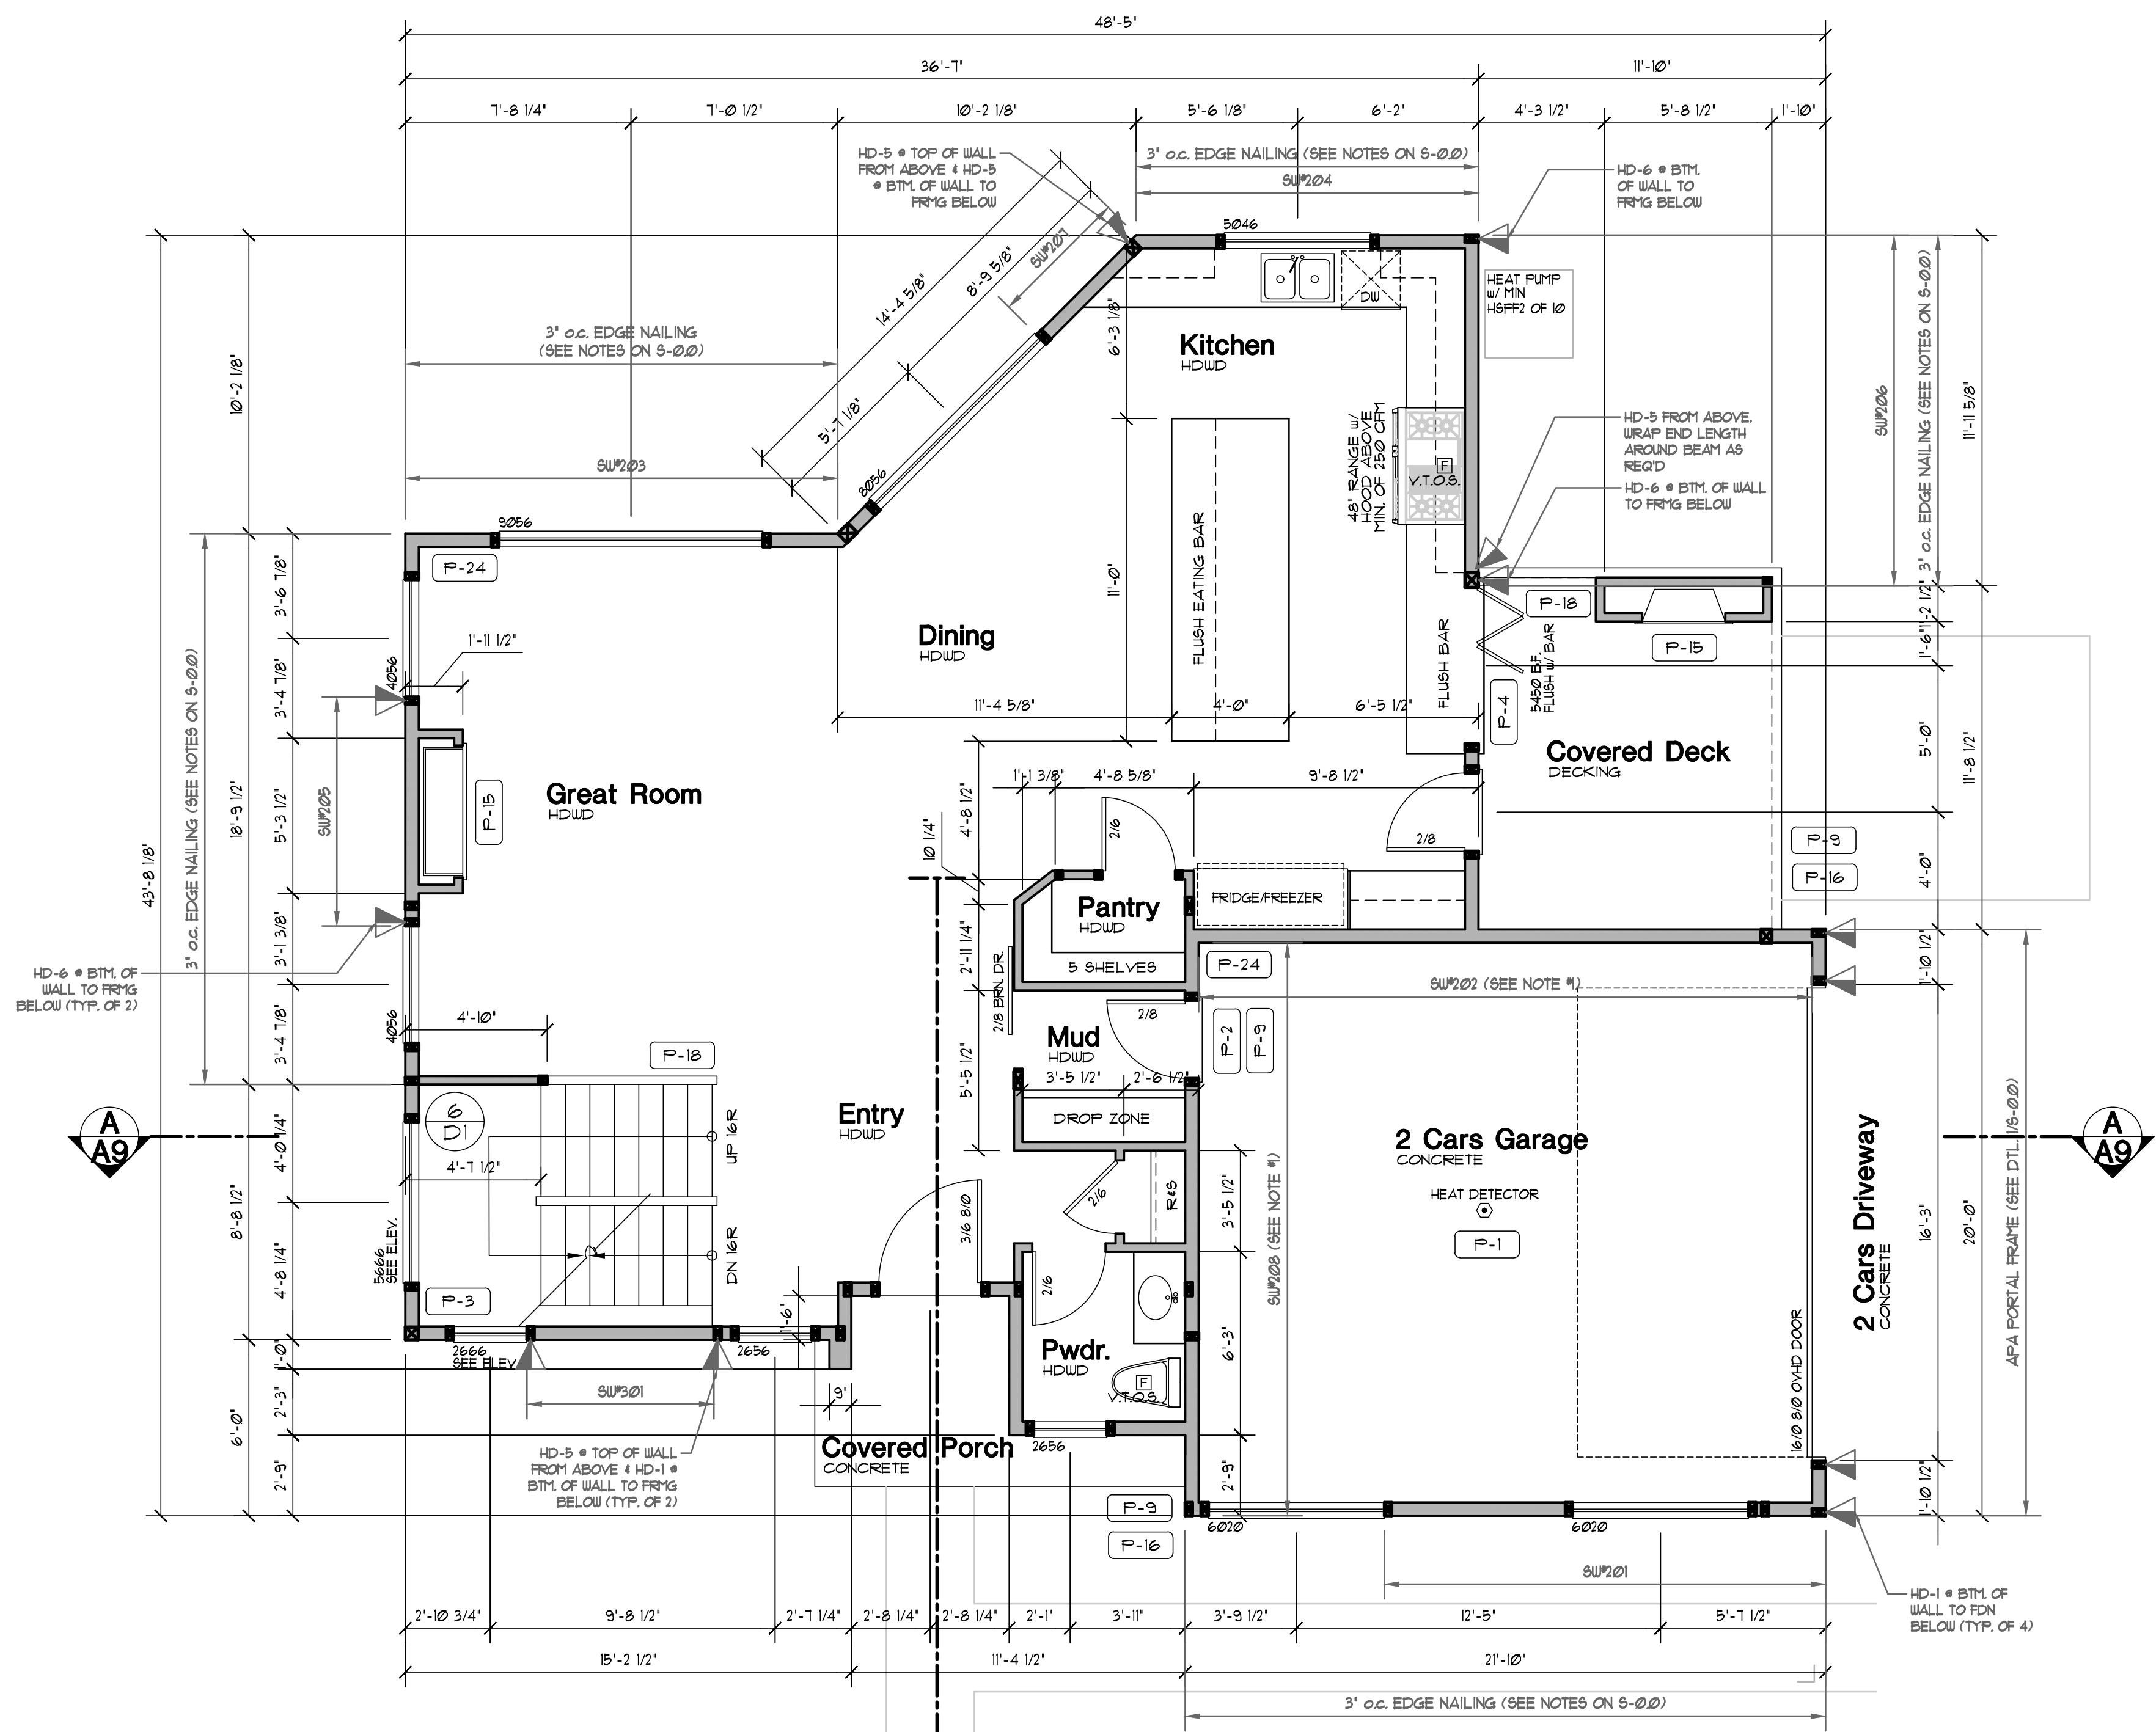 48'-5"
36'-7"
11'-10"
7'-8 1/4"
7'-0 1/2"
10'-2 1/8"
5'-6 1/8"
6'-2"
4'-3 1/2"
5'-8 1/2"
1'-10"
HD-5 @ TOP OF WALL
FROM ABOVE & HD-5
@ BTM. OF WALL TO
FRMG BELOW
3" o.c. EDGE NAILING (SEE NOTES ON S-0.0)
SW#204
HD-6 @ BTM.
OF WALL TO
FRMG BELOW
5046
SW#207
8'-9 5/8"
14'-4 5/8"
5'-7 1/8"
8056
3" o.c. EDGE NAILING
(SEE NOTES ON S-0.0)
SW#203
DW
HEAT PUMP
w/ MIN
HSPF2 OF 10
6'-3 1/8"
Kitchen
HDWD
48" RANGE w/
HOOD ABOVE
MIN. OF 250 CFM
F
V.T.O.S.
HD-5 FROM ABOVE.
WRAP END LENGTH
AROUND BEAM AS
REQ'D
HD-6 @ BTM. OF WALL
TO FRMG BELOW
SW#206
3" o.c. EDGE NAILING (SEE NOTES ON S-0.0)
11'-11 5/8"
10'-2 1/8"
43'-8 1/8"
18'-9 1/2"
8'-8 1/2"
6'-0"
3" o.c. EDGE NAILING (SEE NOTES ON S-0.0)
3'-6 7/8"
3'-4 7/8"
5'-3 1/2"
3'-1 3/8"
3'-4 7/8"
4'-0 1/4"
4'-8 1/4"
1'-0"
2'-3"
2'-9"
SW#205
9056
P-24
4056
1'-11 1/2"
P-15
Great Room
HDWD
Dining
HDWD
11'-0"
FLUSH EATING BAR
FLUSH BAR
11'-4 5/8"
4'-0"
6'-5 1/2"
P-18
P-15
P-4
5450 B.F.
FLUSH w/ BAR
Covered Deck
DECKING
1'-2 1/2"
1'-6"
5'-0"
11'-8 1/2"
4'-0"
P-9
P-16
1'-1 3/8"
4'-8 5/8"
9'-8 1/2"
4'-8 1/2"
10 1/4"
2'-11 1/4"
5'-5 1/2"
2/6
2/8
Pantry
HDWD
5 SHELVES
FRIDGE/FREEZER
2/8 BRN. DR.
P-24
SW#202 (SEE NOTE #1)
HD-6 @ BTM. OF
WALL TO FRMG
BELOW (TYP. OF 2)
4056
4'-10"
P-18
Mud
HDWD
2/8
P-2
P-9
3'-5 1/2"
2'-6 1/2"
DROP ZONE
A
A9
6
D1
4'-7 1/2"
UP 16R
DN 16R
Entry
HDWD
3/6 8/0
2/6
R&S
3'-5 1/2"
6'-3"
2'-9"
SW#208 (SEE NOTE #1)
2 Cars Garage
CONCRETE
HEAT DETECTOR
P-1
2 Cars Driveway
CONCRETE
16/0 8/0 OVHD DOOR
1'-10 1/2"
16'-3"
1'-10 1/2"
20'-0"
APA PORTAL FRAME (SEE DTL. 1/S-0.0)
A
A9
5666
SEE ELEV.
P-3
2666
SEE ELEV.
2656
1'-6"
9"
SW#301
2/6
Pwdr.
HDWD
F
V.T.O.S.
2656
Covered Porch
CONCRETE
HD-5 @ TOP OF WALL
FROM ABOVE & HD-1 @
BTM. OF WALL TO FRMG
BELOW (TYP. OF 2)
P-9
P-16
6020
6020
SW#201
HD-1 @ BTM. OF
WALL TO FDN
BELOW (TYP. OF 4)
2'-10 3/4"
9'-8 1/2"
2'-7 1/4"
2'-8 1/4"
2'-8 1/4"
2'-1"
3'-11"
3'-9 1/2"
12'-5"
5'-7 1/2"
15'-2 1/2"
11'-4 1/2"
21'-10"
3" o.c. EDGE NAILING (SEE NOTES ON S-0.0)